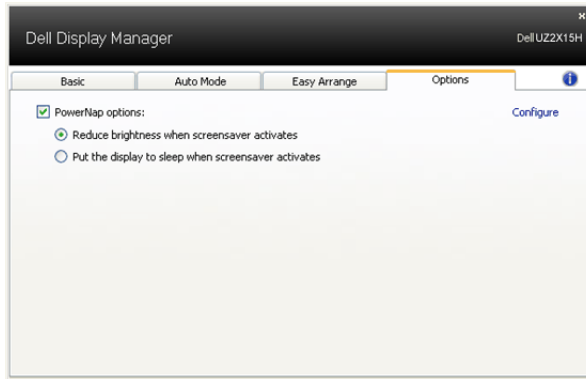 Dell Display Manager
Dell UZ2X15H
Basic
Auto Mode
Easy Arrange
Options
PowerNap options:
Configure
Reduce brightness when screensaver activates
Put the display to sleep when screensaver activates